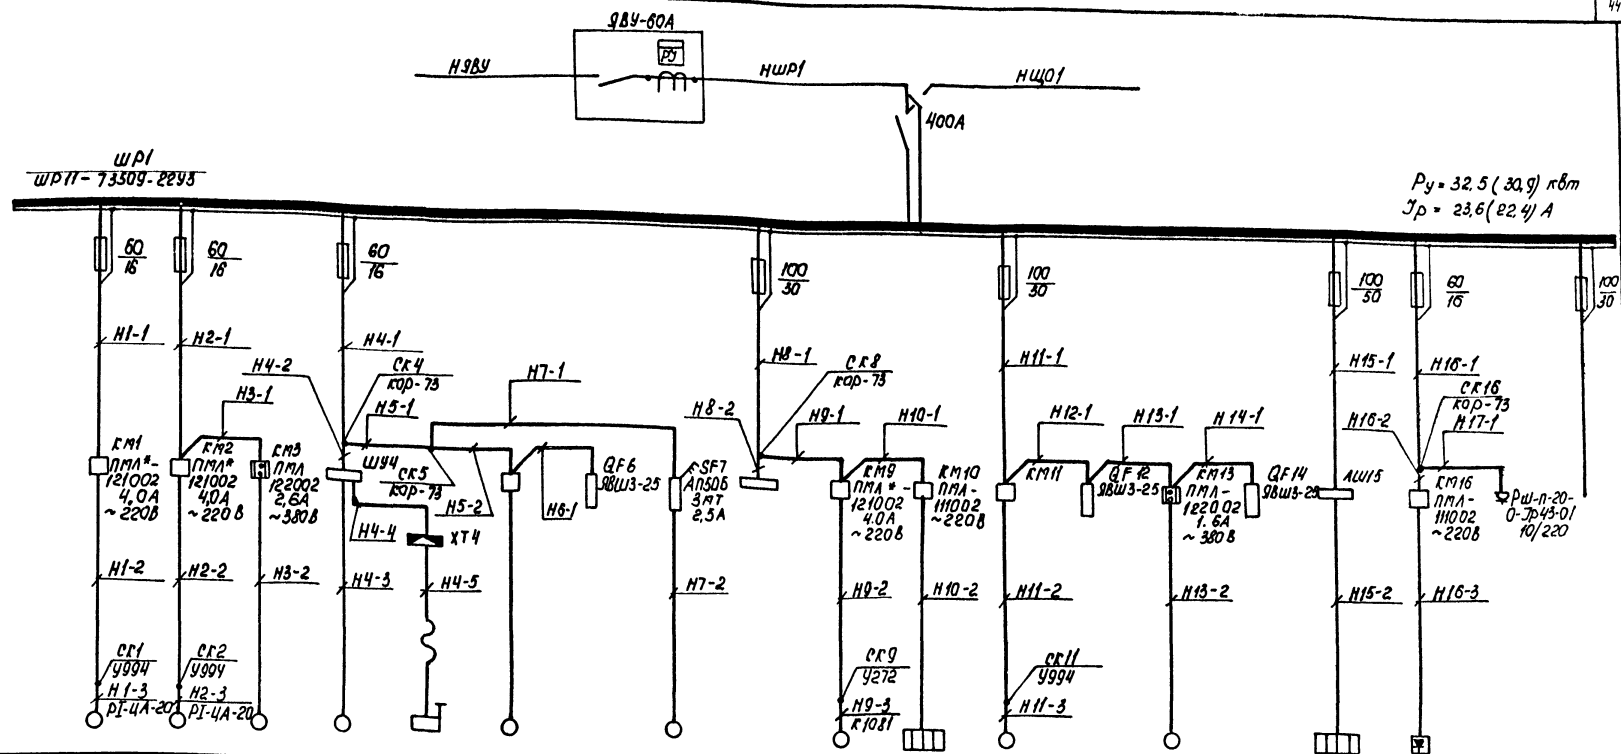 44
ЯВУ-60А
РУ
НЯВУ
НШР1
НЩО1
400А
ШР1
ШР11-73509-22У3
Ру = 32,5 (30,9) кВт
Jр = 23,6 (22,4) А
60
16
60
16
60
16
100
30
100
30
100
50
60
16
100
30
Н1-1
Н2-1
Н4-1
Н8-1
Н11-1
Н15-1
Н16-1
Н4-2
СК4
КОР-73
Н7-1
СК8
КОР-73
СК16
КОР-73
Н3-1
Н5-1
Н8-2
Н9-1
Н10-1
Н12-1
Н13-1
Н14-1
Н16-2
Н17-1
КМ1
ПМЛ*-
121002
4,0А
~220В
КМ2
ПМЛ*
121002
4,0А
~220В
КМ3
ПМЛ
122002
2,6А
~380В
ШУ4
СК5
КОР-73
Н5-2
Н6-1
QF6
ЯВШ3-25
SF7
АП50Б
3МТ
2,5А
КМ9
ПМЛ*-
121002
4.0А
~220В
КМ10
ПМЛ-
111002
~220В
КМ11
QF12
ЯВШ3-25
КМ13
ПМЛ-
122002
1.6А
~380В
QF14
ЯВШ3-25
ЯШ15
КМ16
ПМЛ-
111002
~220В
РШ-п-20-
0-Jр43-01
10/220
Н4-4
ХТ4
Н1-2
Н2-2
Н3-2
Н4-3
Н4-5
Н7-2
Н9-2
Н10-2
Н11-2
Н13-2
Н15-2
Н16-3
СК1
У994
СК2
У994
СК9
У272
СК11
У994
Н1-3
РI-ЦА-20
Н2-3
РI-ЦА-20
Н9-3
К1081
Н11-3